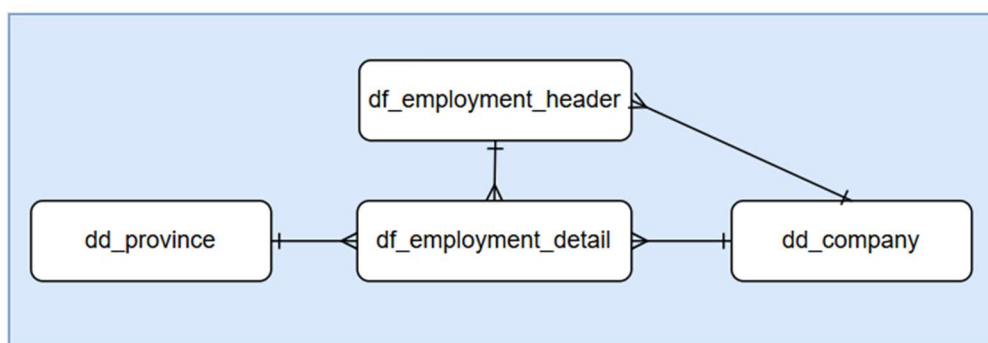 df_employment_header
dd_province
df_employment_detail
dd_company